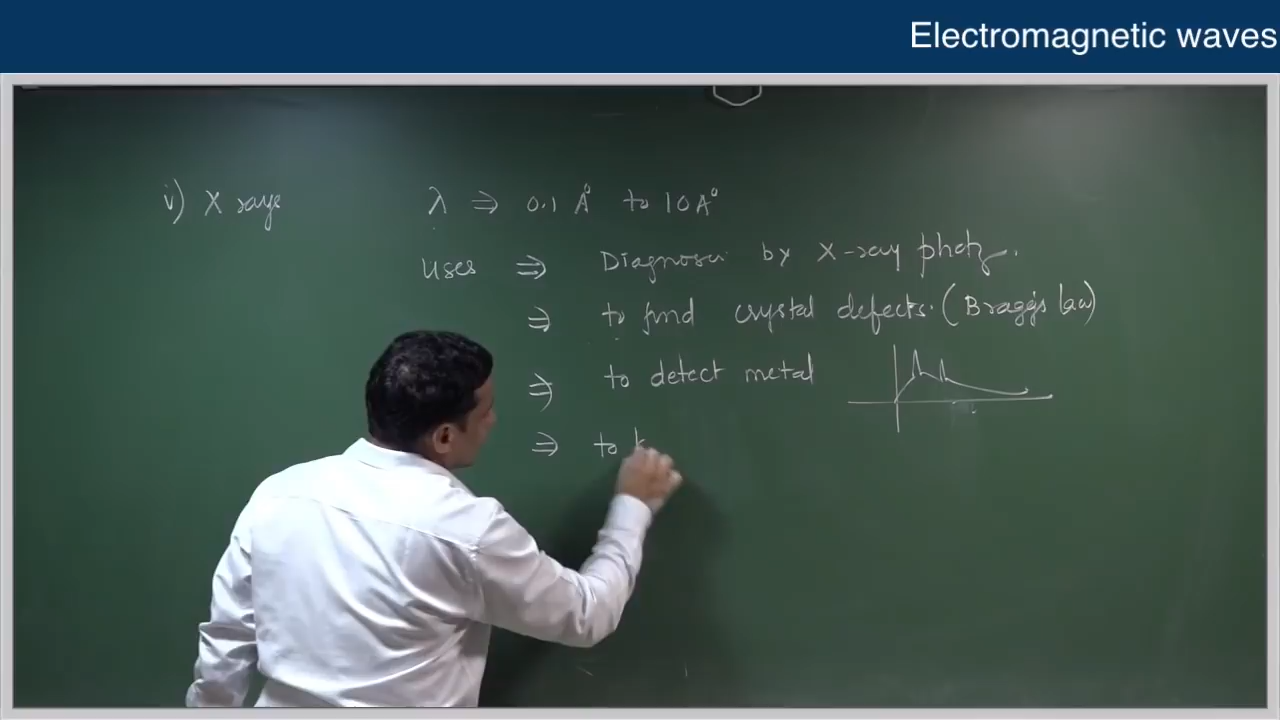 Electromagnetic waves
i) X rays λ ⇒ 0.1 A° to 10 A°
Uses ⇒ Diagnosis by X-ray
⇒ to find crystal defects. (Bragg's law)
⇒ to detect metal
⇒ to